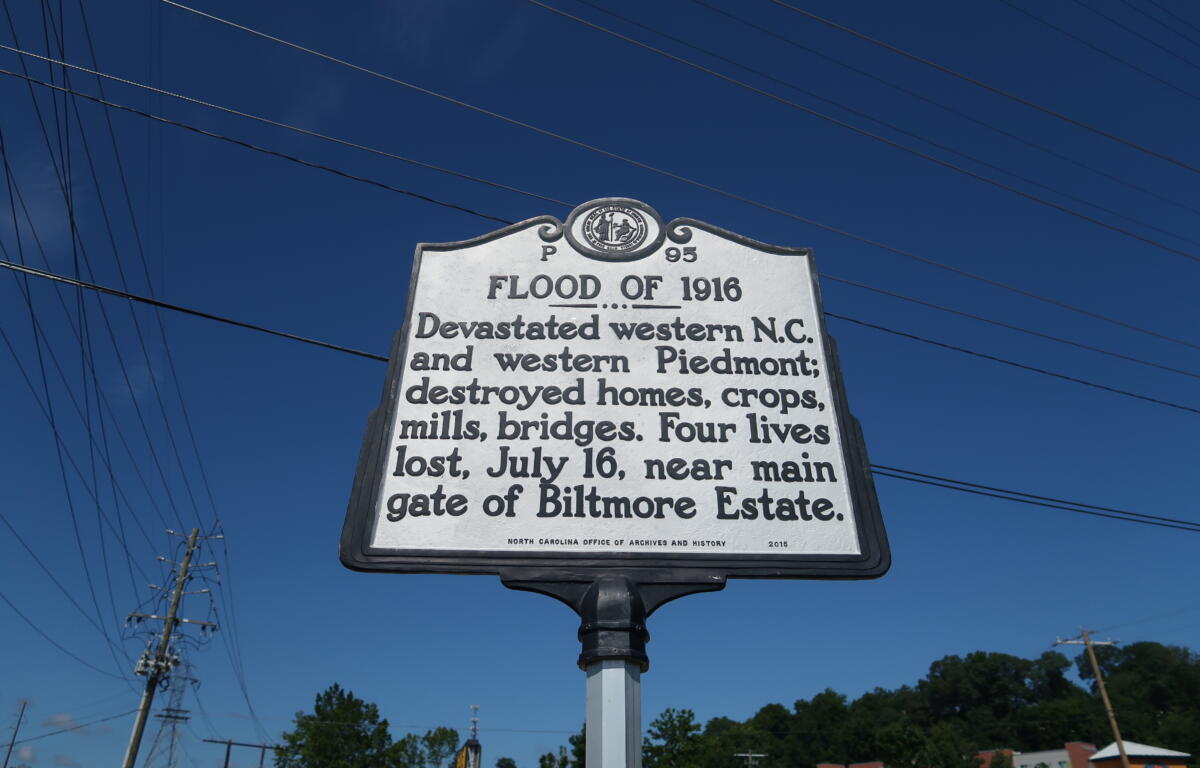 P 95
FLOOD OF 1916
Devastated western N.C.
and western Piedmont;
destroyed homes, crops,
mills, bridges. Four lives
lost, July 16, near main
gate of Biltmore Estate.
NORTH CAROLINA OFFICE OF ARCHIVES AND HISTORY 2015